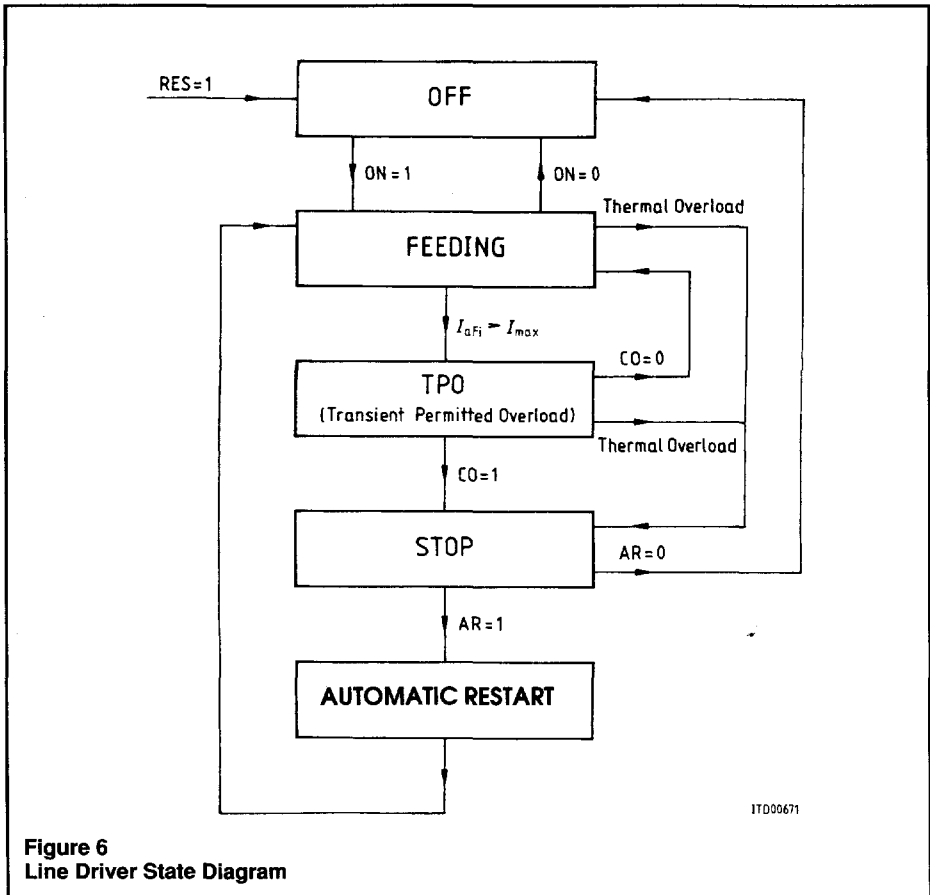 RES=1
OFF
ON=1
ON=0
Thermal Overload
FEEDING
I_aFi > I_max
CO=0
TPO
(Transient Permitted Overload)
Thermal Overload
CO=1
STOP
AR=0
AR=1
AUTOMATIC RESTART
ITD00671
Figure 6
Line Driver State Diagram